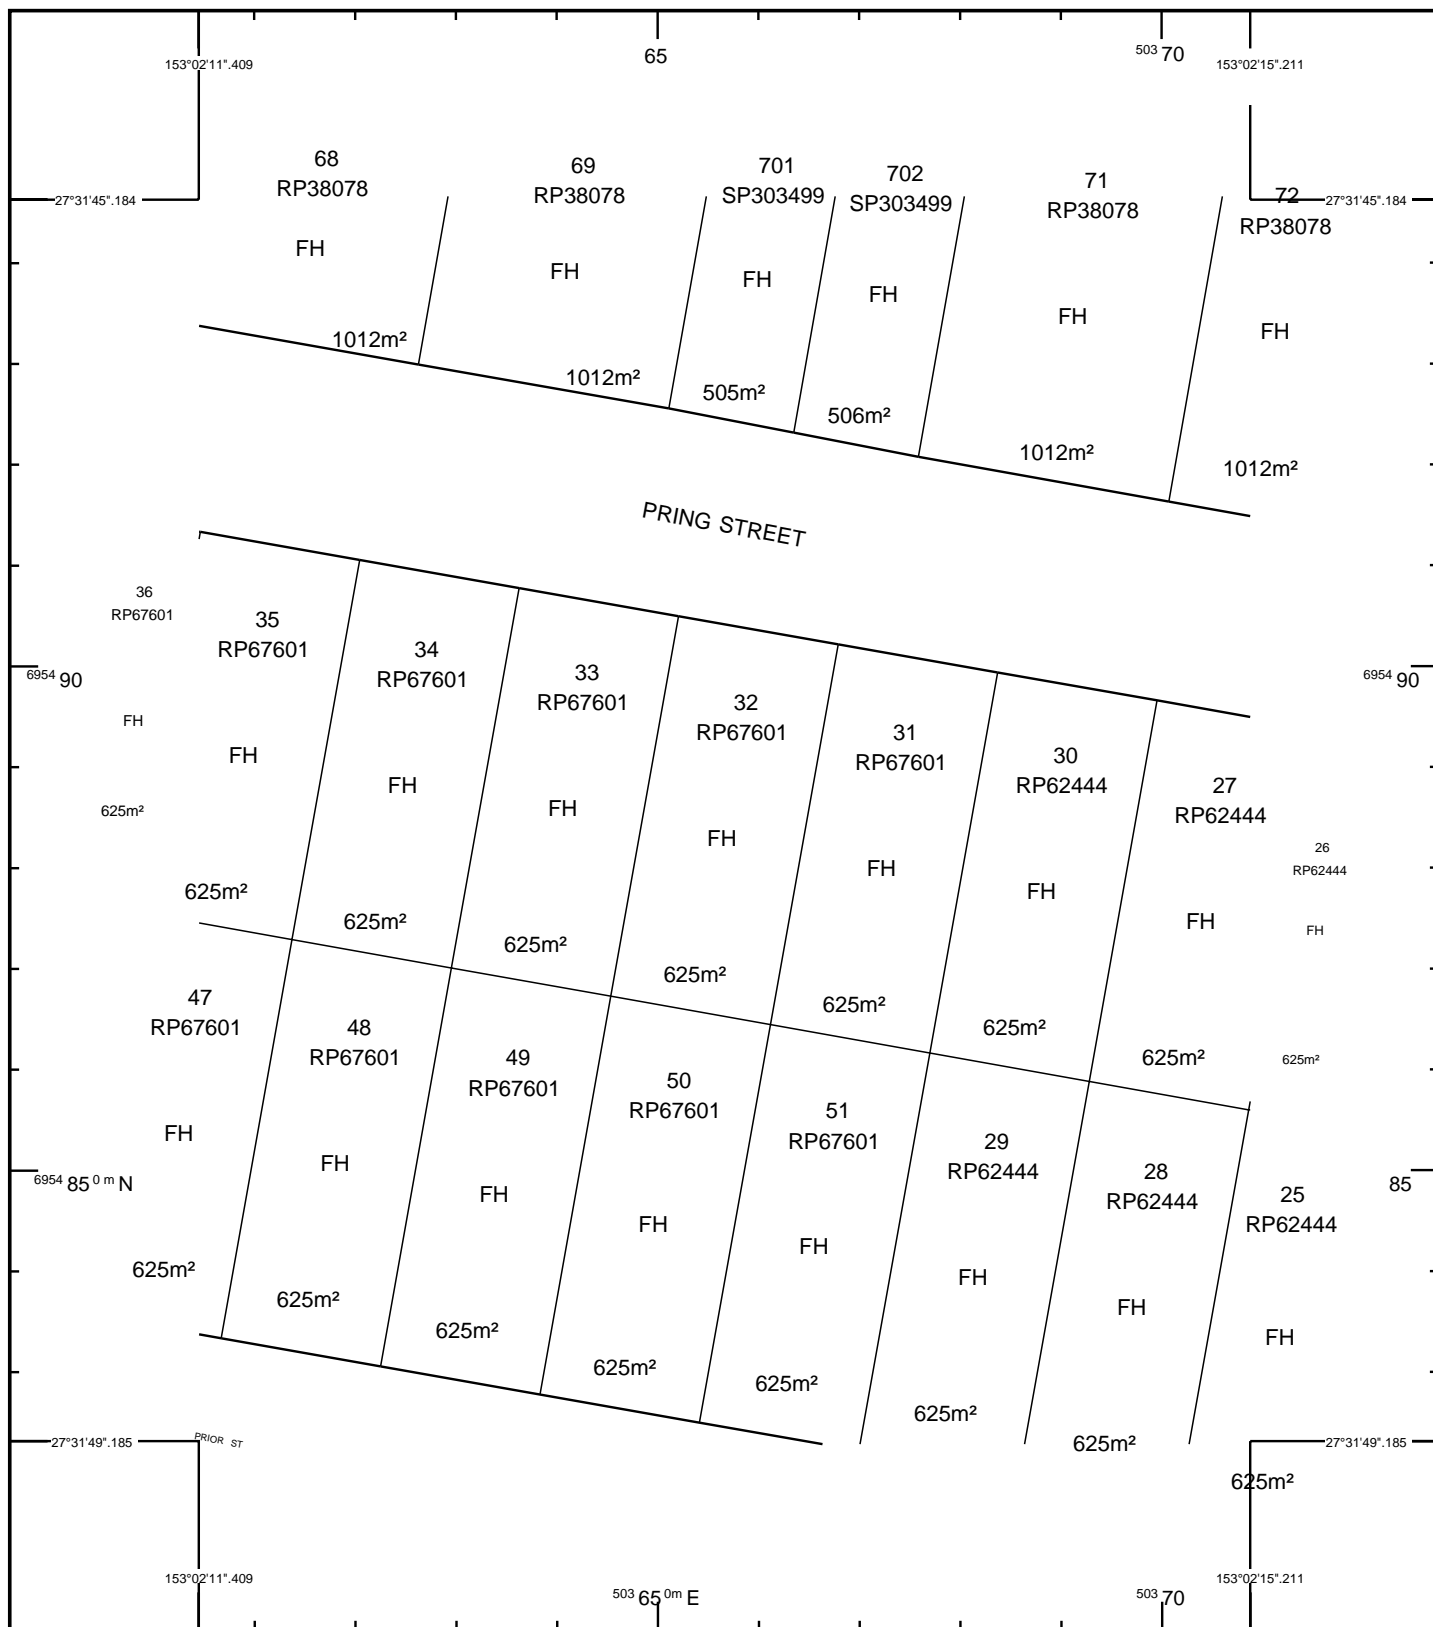 65
503 70
153°02'11".409
153°02'15".211
68
RP38078
69
RP38078
701
SP303499
702
SP303499
71
RP38078
72
RP38078
27°31'45".184
27°31'45".184
FH
FH
FH
FH
FH
FH
1012m²
1012m²
505m²
506m²
1012m²
1012m²
PRING STREET
36
RP67601
35
RP67601
34
RP67601
33
RP67601
32
RP67601
31
RP67601
30
RP62444
27
RP62444
26
RP62444
6954 90
6954 90
FH
FH
FH
FH
FH
FH
FH
FH
FH
625m²
625m²
625m²
625m²
625m²
625m²
625m²
625m²
625m²
47
RP67601
48
RP67601
49
RP67601
50
RP67601
51
RP67601
29
RP62444
28
RP62444
25
RP62444
6954 85 0 m N
85
FH
FH
FH
FH
FH
FH
FH
FH
625m²
625m²
625m²
625m²
625m²
625m²
625m²
625m²
27°31'49".185
PRIOR ST
27°31'49".185
153°02'11".409
503 65 0m E
503 70
153°02'15".211